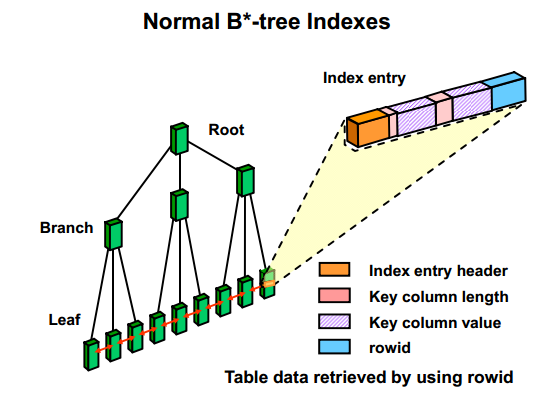 Normal B*-tree Indexes
Index entry
Root
Branch
Leaf
Index entry header
Key column length
Key column value
rowid
Table data retrieved by using rowid